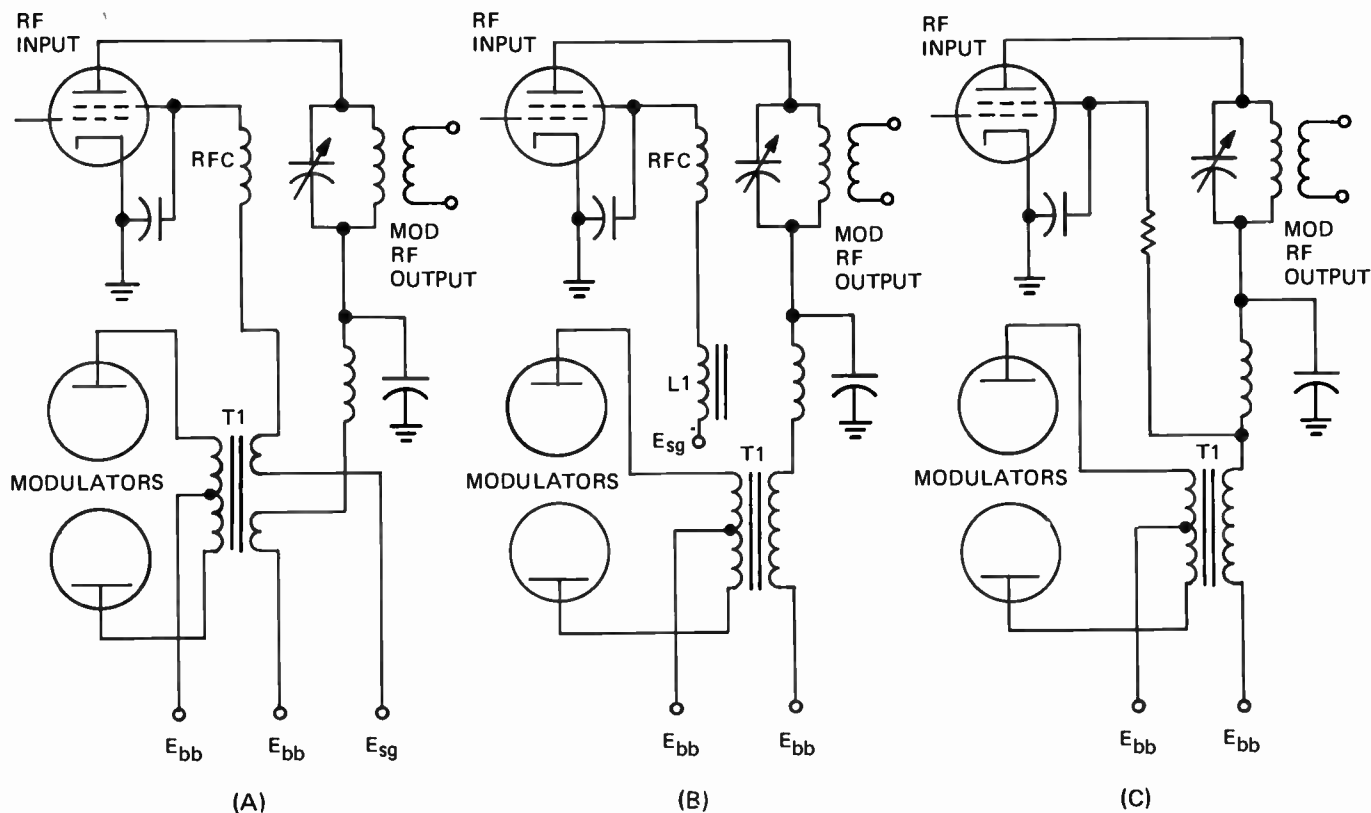 RF
INPUT
RFC
MOD
RF
OUTPUT
T1
MODULATORS
Ebb
Ebb
Esg
(A)
RF
INPUT
RFC
MOD
RF
OUTPUT
L1
Esg
T1
MODULATORS
Ebb
Ebb
(B)
RF
INPUT
MOD
RF
OUTPUT
T1
MODULATORS
Ebb
Ebb
(C)